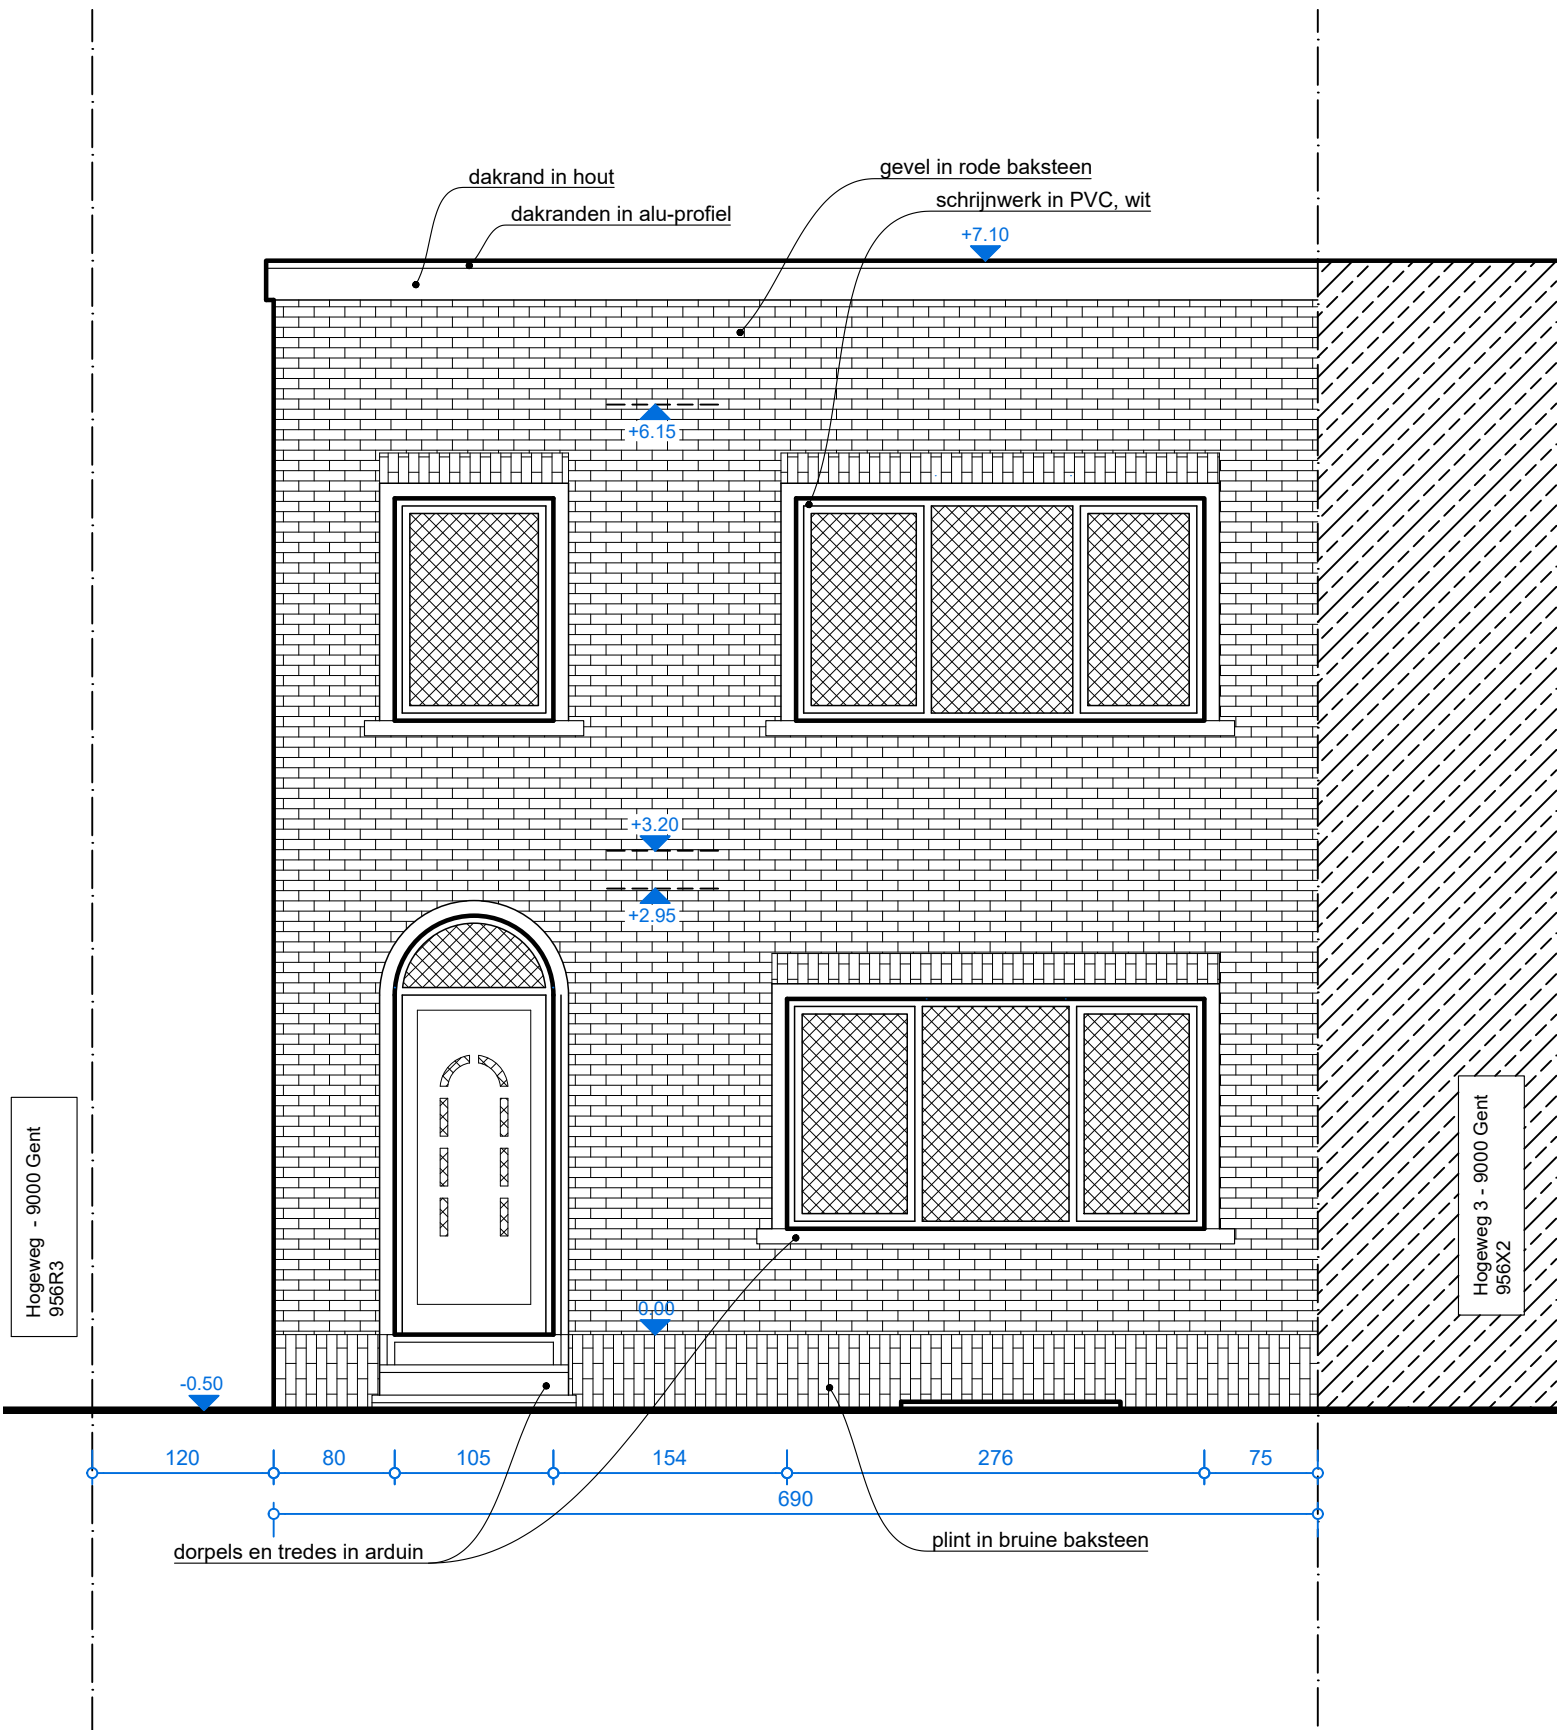 gevel in rode baksteen
dakrand in hout
schrijnwerk in PVC, wit
dakranden in alu-profiel
+7.10
+6.15
+3.20
+2.95
Hogeweg - 9000 Gent
956R3
Hogeweg 3 - 9000 Gent
956X2
0.00
-0.50
120
80
105
154
276
75
690
dorpels en tredes in arduin
plint in bruine baksteen